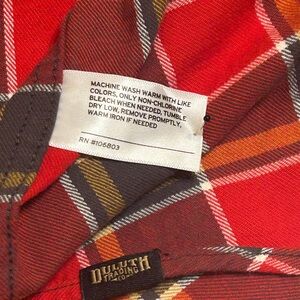 MACHINE WASH WARM WITH LIKE
COLORS, ONLY NON-CHLORINE
BLEACH WHEN NEEDED, TUMBLE
DRY LOW, REMOVE PROMPTLY,
WARM IRON IF NEEDED
RN #106803
DULUTH
TRADING
CO